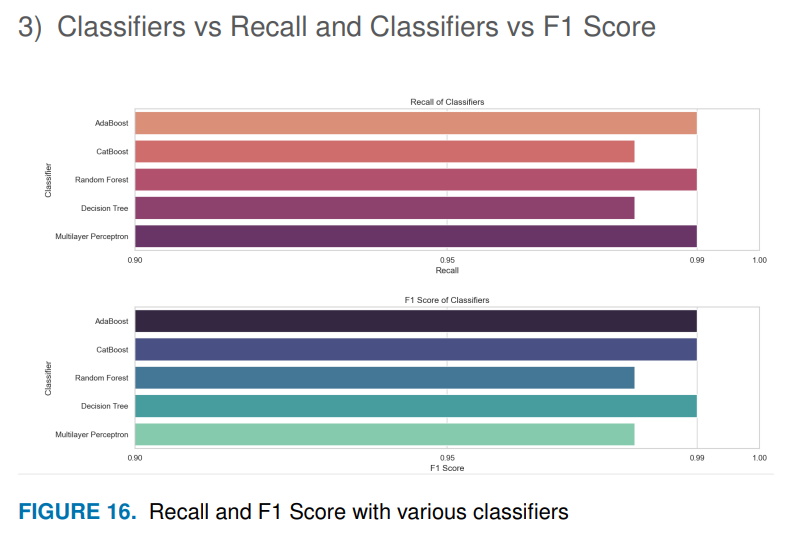 3) Classifiers vs Recall and Classifiers vs F1 Score
Recall of Classifiers
Classifier
AdaBoost
CatBoost
Random Forest
Decision Tree
Multilayer Perceptron
0.90 0.95 0.99 1.00
Recall
F1 Score of Classifiers
Classifier
AdaBoost
CatBoost
Random Forest
Decision Tree
Multilayer Perceptron
0.90 0.95 0.99 1.00
F1 Score
FIGURE 16. Recall and F1 Score with various classifiers